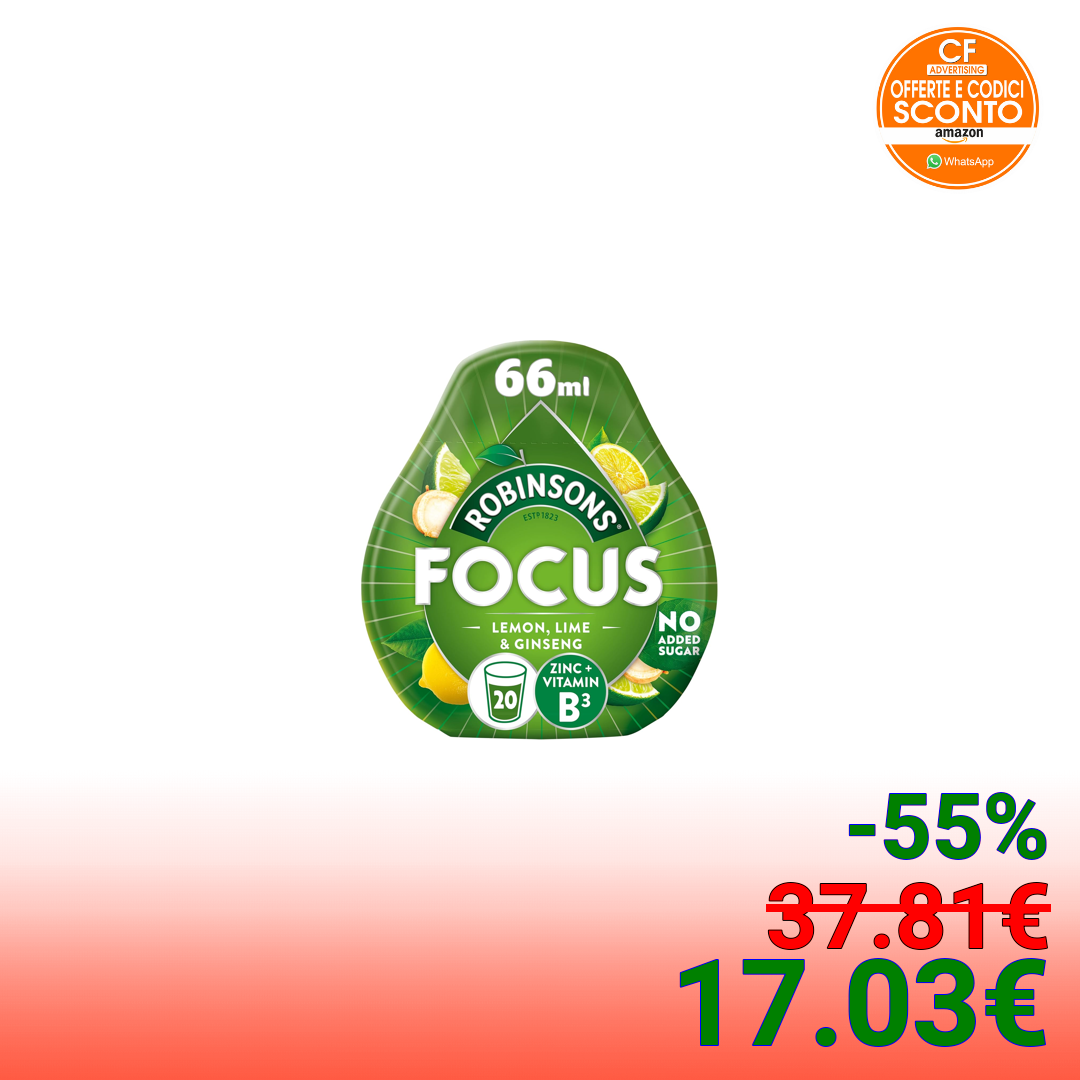 CF
ADVERTISING
OFFERTE E CODICI
SCONTO
amazon
WhatsApp
66ml
ROBINSONS®
ESTD 1823
FOCUS
LEMON, LIME
& GINSENG
NO
ADDED
SUGAR
20
ZINC +
VITAMIN
B3
-55%
37.81€
17.03€